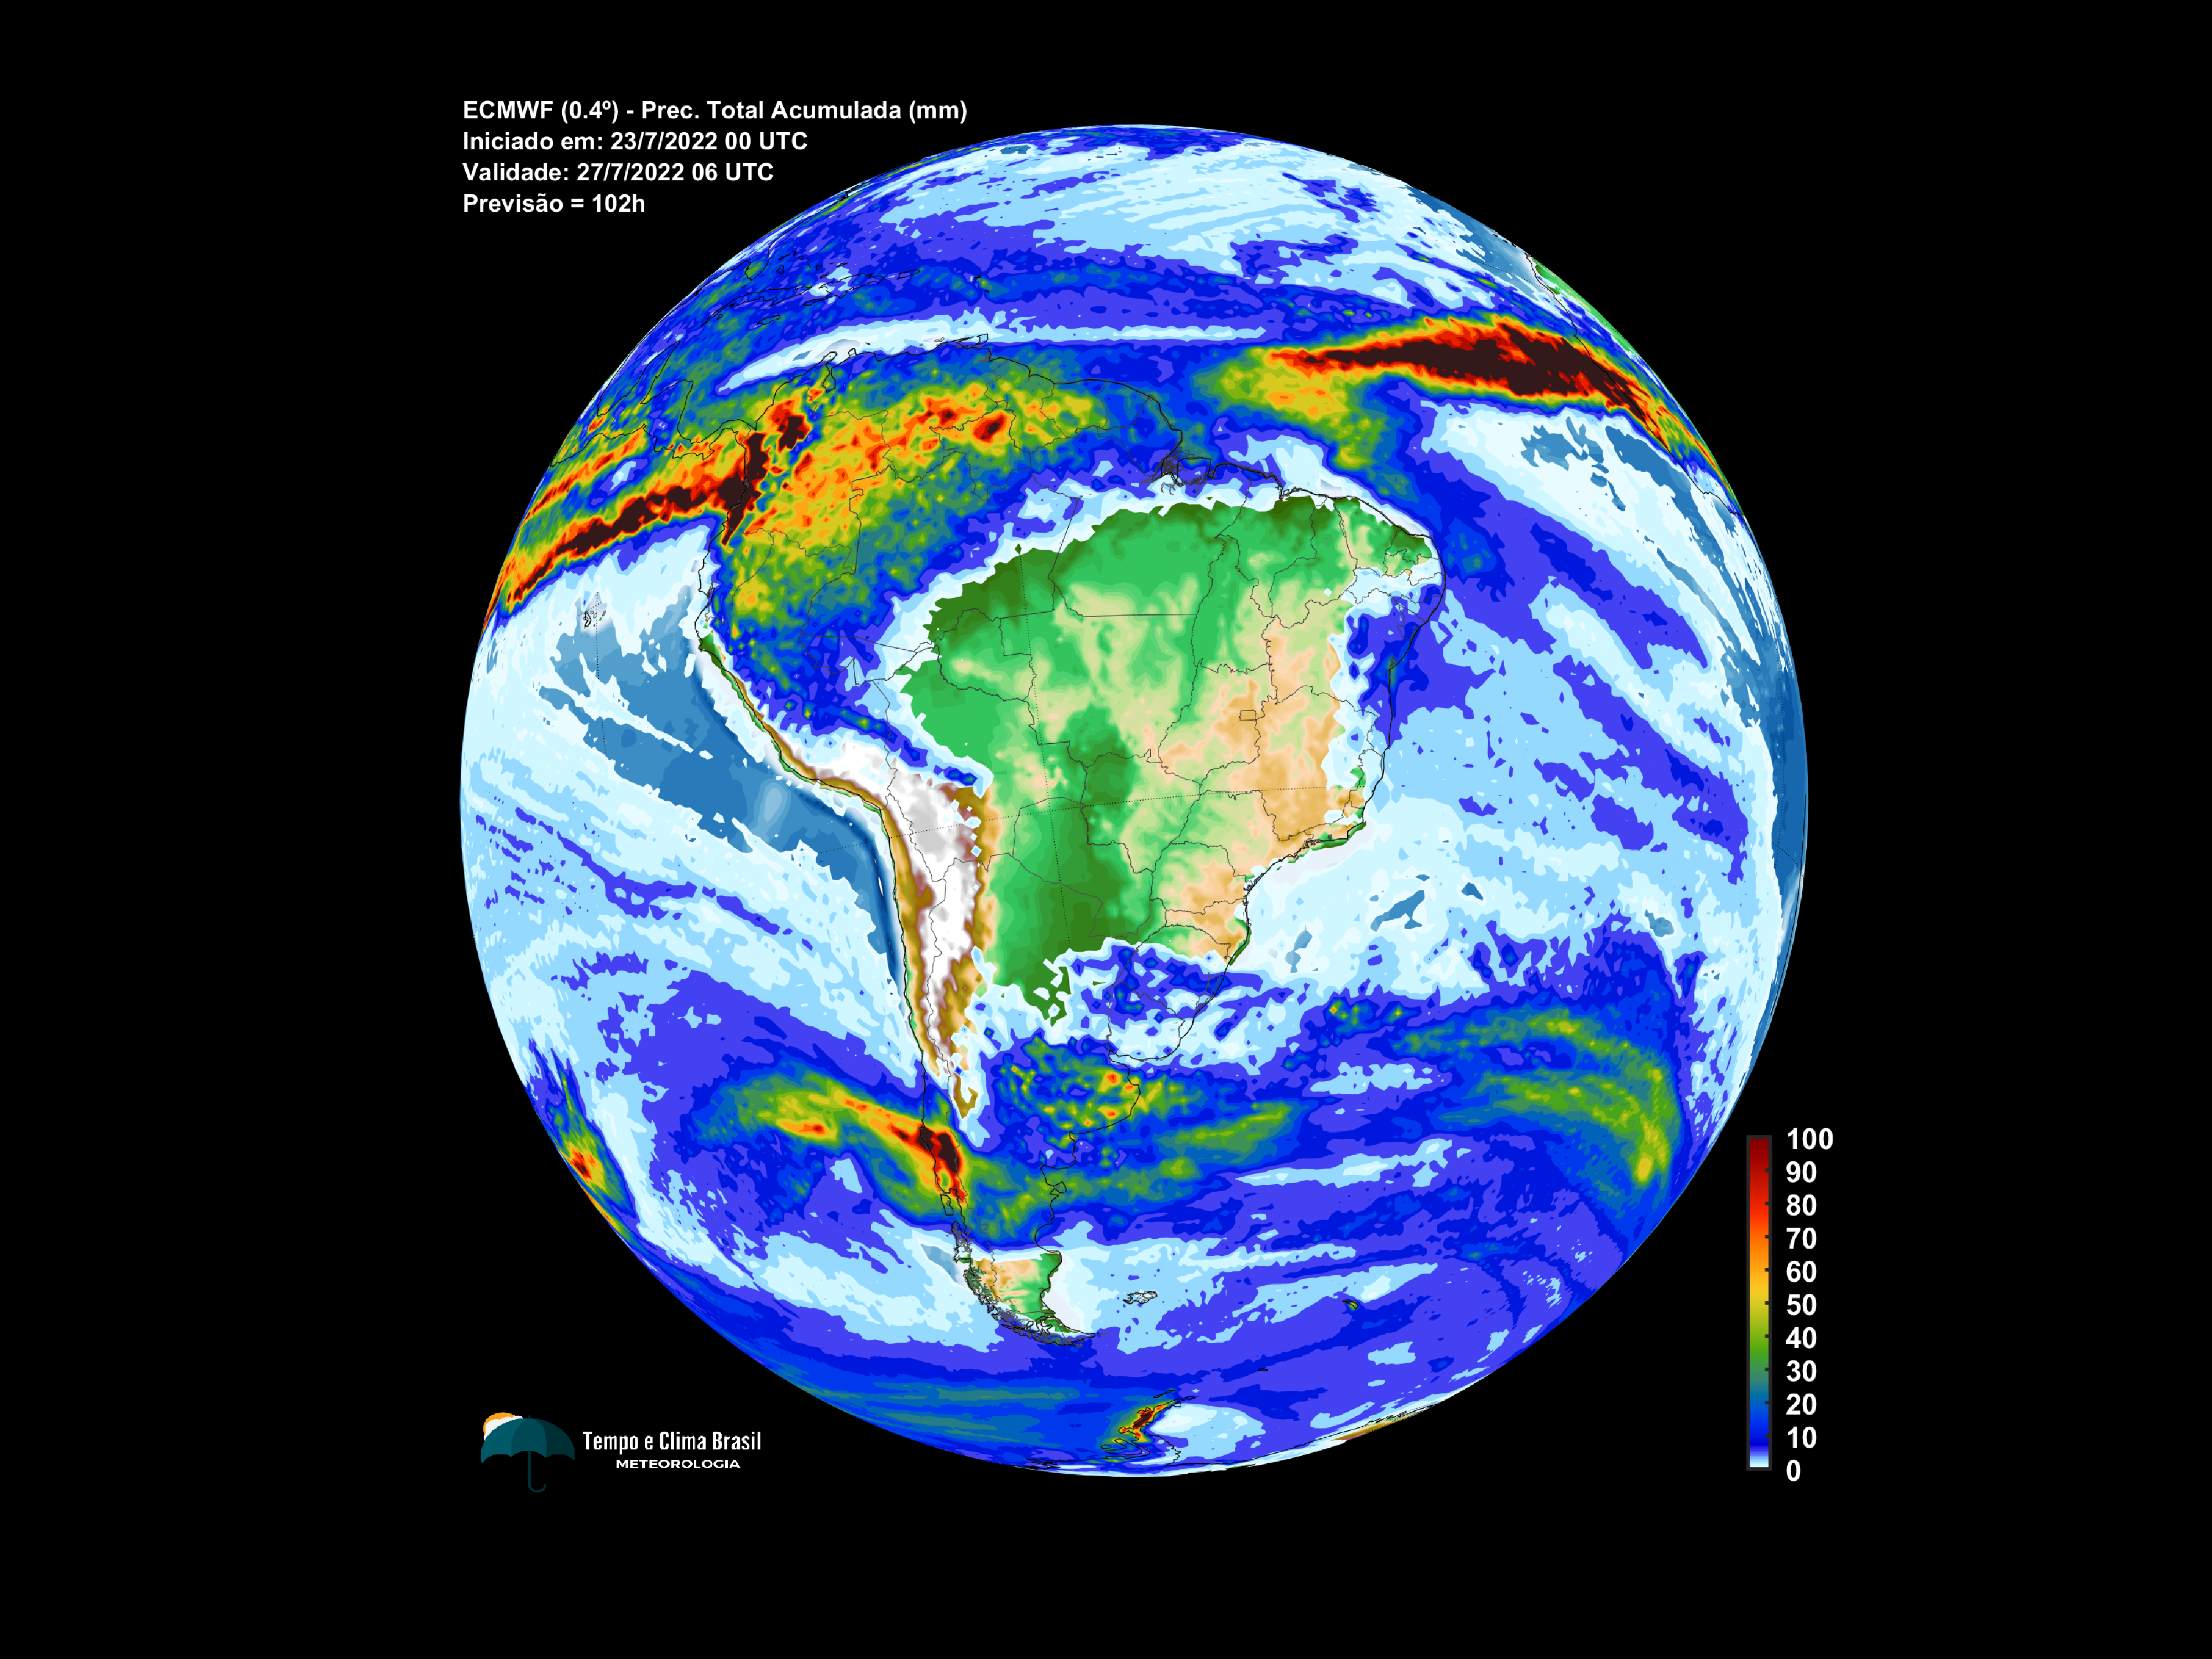 ECMWF (0.4º) - Prec. Total Acumulada (mm)
Iniciado em: 23/7/2022 00 UTC
Validade: 27/7/2022 06 UTC
Previsão = 102h
100
90
80
70
60
50
40
30
20
10
0
Tempo e Clima Brasil
METEOROLOGIA